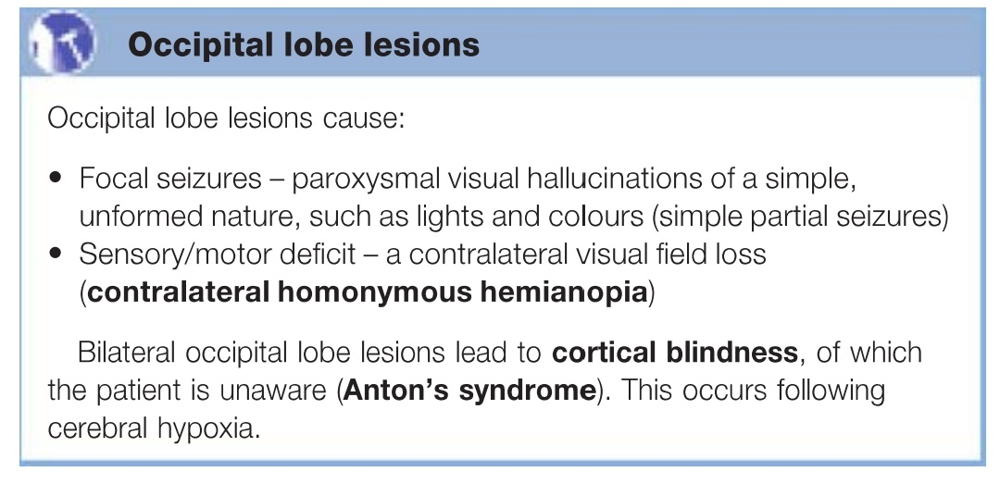 Occipital lobe lesions
Occipital lobe lesions cause:
• Focal seizures – paroxysmal visual hallucinations of a simple,
unformed nature, such as lights and colours (simple partial seizures)
• Sensory/motor deficit – a contralateral visual field loss
(contralateral homonymous hemianopia)
Bilateral occipital lobe lesions lead to cortical blindness, of which
the patient is unaware (Anton’s syndrome). This occurs following
cerebral hypoxia.